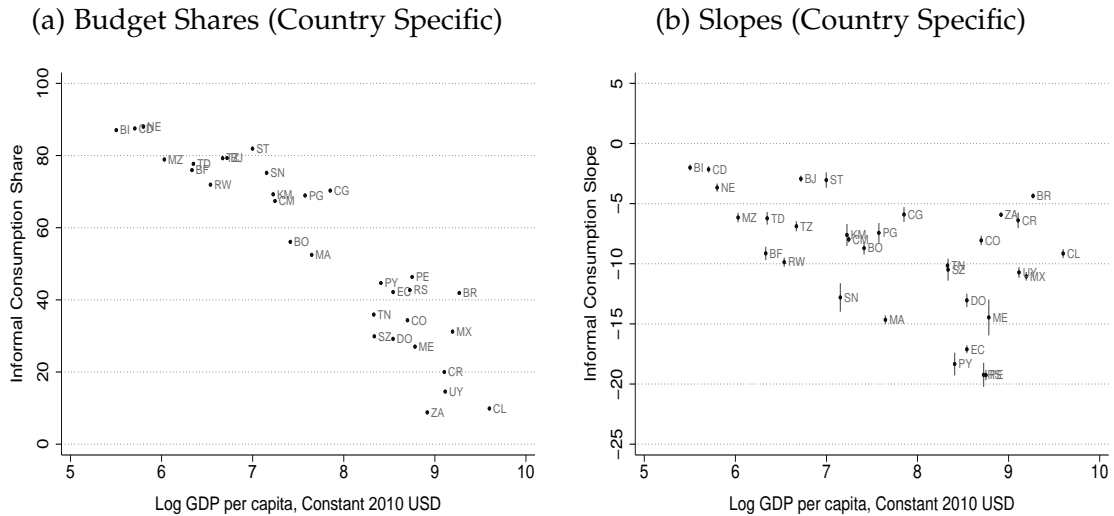 (a) Budget Shares (Country Specific)
Informal Consumption Share
100
80
60
40
20
0
BI
CD
NE
MZ
TD
BF
RW
BJ
ST
SN
KM
CM
PG
CG
BO
MA
PE
PY
EC
RS
BR
TN
CO
MX
SZ
DO
ME
CR
UY
ZA
CL
5 6 7 8 9 10
Log GDP per capita, Constant 2010 USD
(b) Slopes (Country Specific)
Informal Consumption Slope
5
0
−5
−10
−15
−20
−25
BI
CD
NE
BJ
ST
BR
MZ
TD
TZ
CG
ZA
CR
KM
CM
PG
BO
CO
BF
RW
CL
TN
SZ
UY
MX
SN
DO
MA
ME
EC
PY
PE
5 6 7 8 9 10
Log GDP per capita, Constant 2010 USD